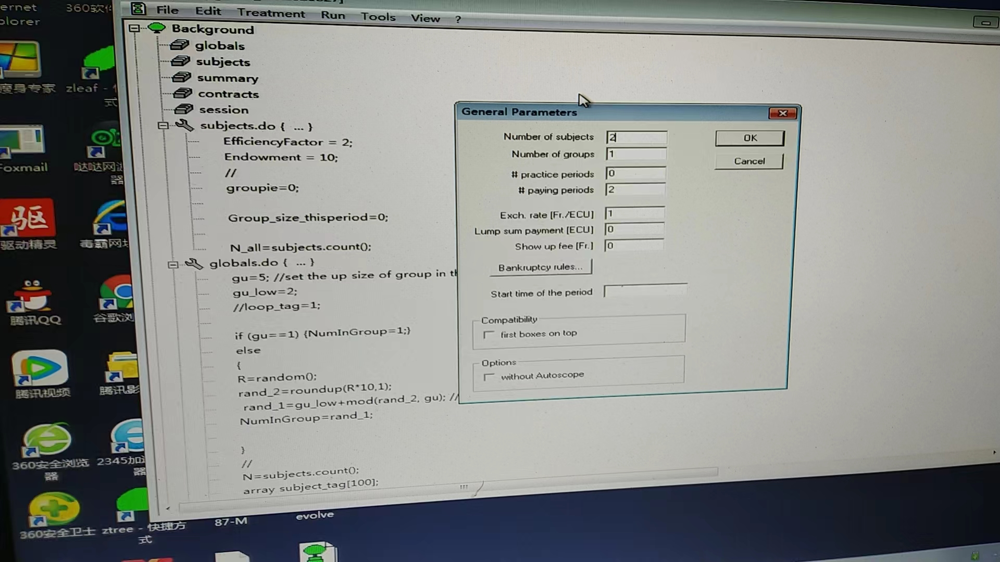 File Edit Treatment Run Tools View ?
Background
globals
subjects
summary
contracts
session
subjects.do { ... }
EfficiencyFactor = 2;
Endowment = 10;
//
groupie=0;
Group_size_thisperiod=0;
N_all=subjects.count();
globals.do { ... }
gu=5; //set the up size of group in th
gu_low=2;
//loop_tag=1;
if (gu==1) {NumInGroup=1;}
else
{
R=random();
rand_2=roundup(R*10,1);
rand_1=gu_low+mod(rand_2, gu); //
NumInGroup=rand_1;
}
//
N=subjects.count();
array subject_tag[100];
General Parameters
Number of subjects 2
Number of groups 1
# practice periods 0
# paying periods 2
Exch. rate [Fr./ECU] 1
Lump sum payment [ECU] 0
Show up fee [Fr.] 0
Bankruptcy rules...
Start time of the period
Compatibility
first boxes on top
Options
without Autoscope
OK
Cancel
ernet
plorer
360软件
魔身专家
zleaf - 快
式
Foxmail
哒哒网游
器
驱
驱动精灵
毒霸网址
腾讯QQ
谷歌浏
腾讯视频
腾讯影
360安全浏览
器
2345加速
器
360安全卫士
ztree - 快捷方
式
87-M
evolve